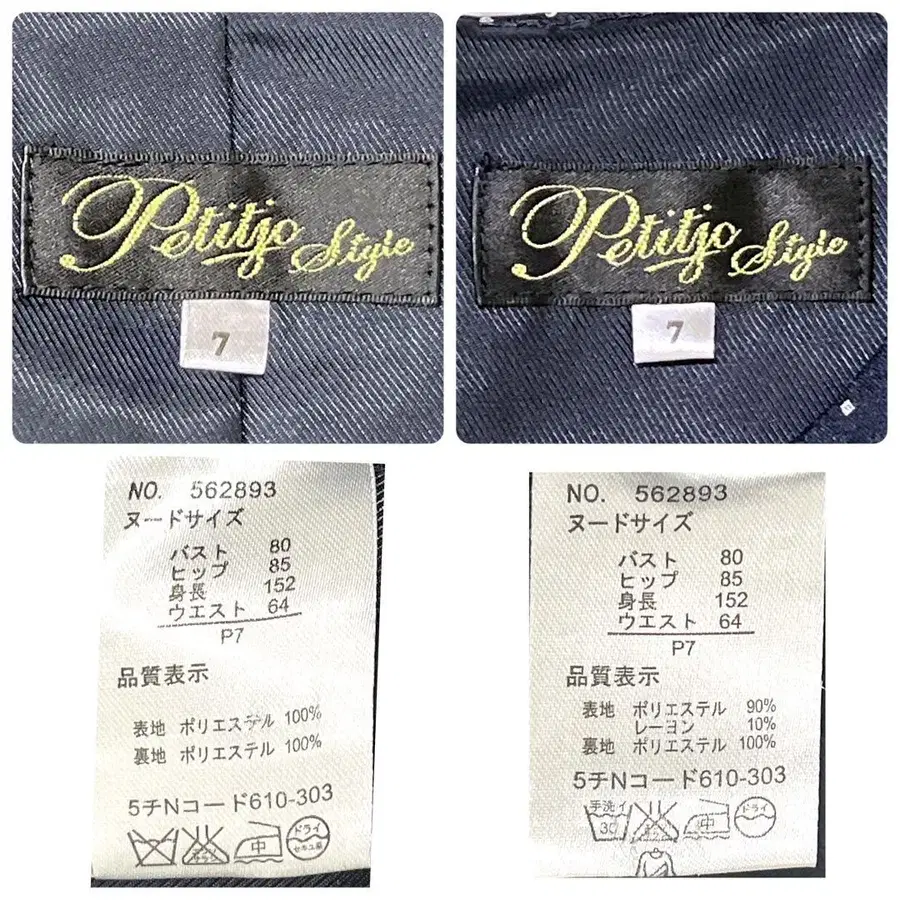 Petitjo Style
7
Petitjo Style
7
NO. 562893
ヌードサイズ
バスト 80
ヒップ 85
身長 152
ウエスト 64
P7
品質表示
表地 ポリエステル 100%
裏地 ポリエステル 100%
5チNコード610-303
中
ドライ
セキユ系
NO. 562893
ヌードサイズ
バスト 80
ヒップ 85
身長 152
ウエスト 64
P7
品質表示
表地 ポリエステル 90%
レーヨン 10%
裏地 ポリエステル 100%
5チNコード610-303
手洗イ
30
中
ドライ